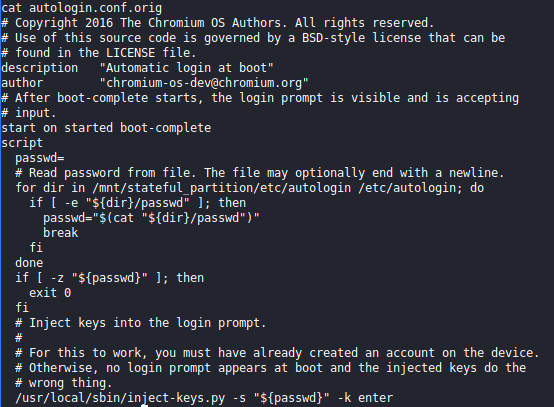 cat autologin.conf.orig
# Copyright 2016 The Chromium OS Authors. All rights reserved.
# Use of this source code is governed by a BSD-style license that can be
# found in the LICENSE file.
description   "Automatic login at boot"
author        "chromium-os-dev@chromium.org"
# After boot-complete starts, the login prompt is visible and is accepting
# input.
start on started boot-complete
script
  passwd=
  # Read password from file. The file may optionally end with a newline.
  for dir in /mnt/stateful_partition/etc/autologin /etc/autologin; do
    if [ -e "${dir}/passwd" ]; then
      passwd="$(cat "${dir}/passwd")"
      break
    fi
  done
  if [ -z "${passwd}" ]; then
    exit 0
  fi
  # Inject keys into the login prompt.
  #
  # For this to work, you must have already created an account on the device.
  # Otherwise, no login prompt appears at boot and the injected keys do the
  # wrong thing.
  /usr/local/sbin/inject-keys.py -s "${passwd}" -k enter